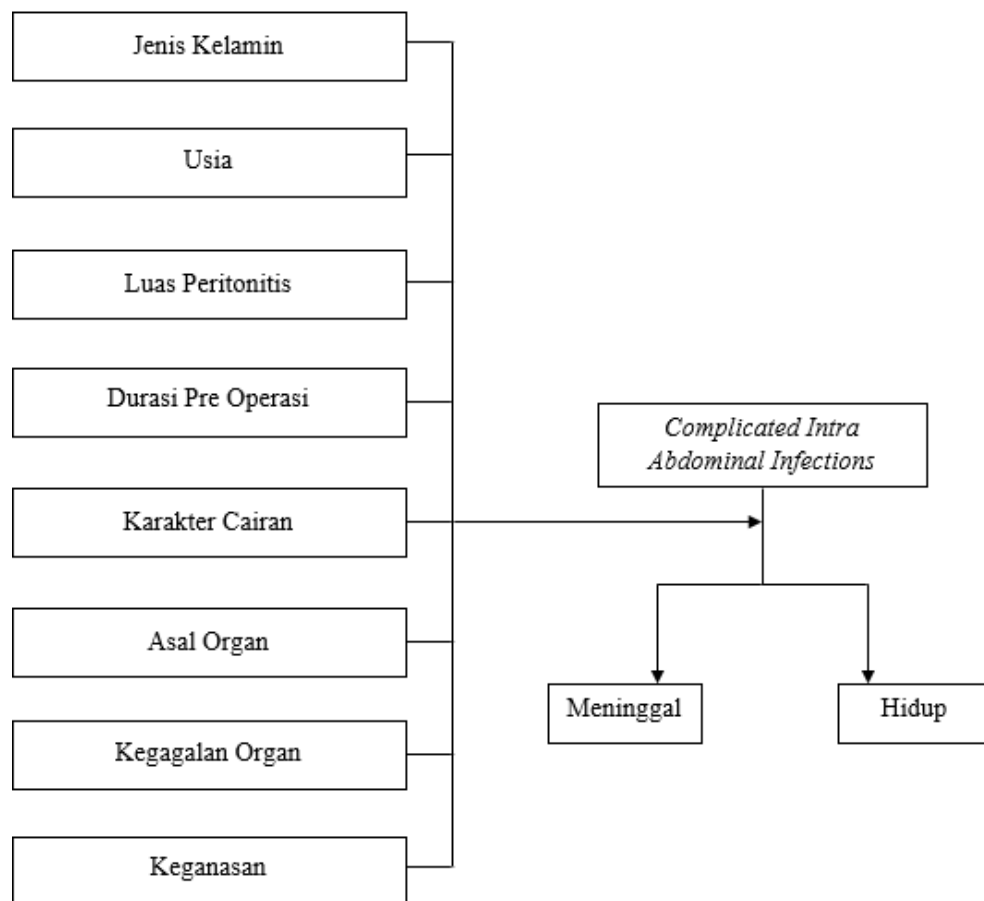 Jenis Kelamin
Usia
Luas Peritonitis
Durasi Pre Operasi
Karakter Cairan
Asal Organ
Kegagalan Organ
Keganasan
Complicated Intra
Abdominal Infections
Meninggal
Hidup